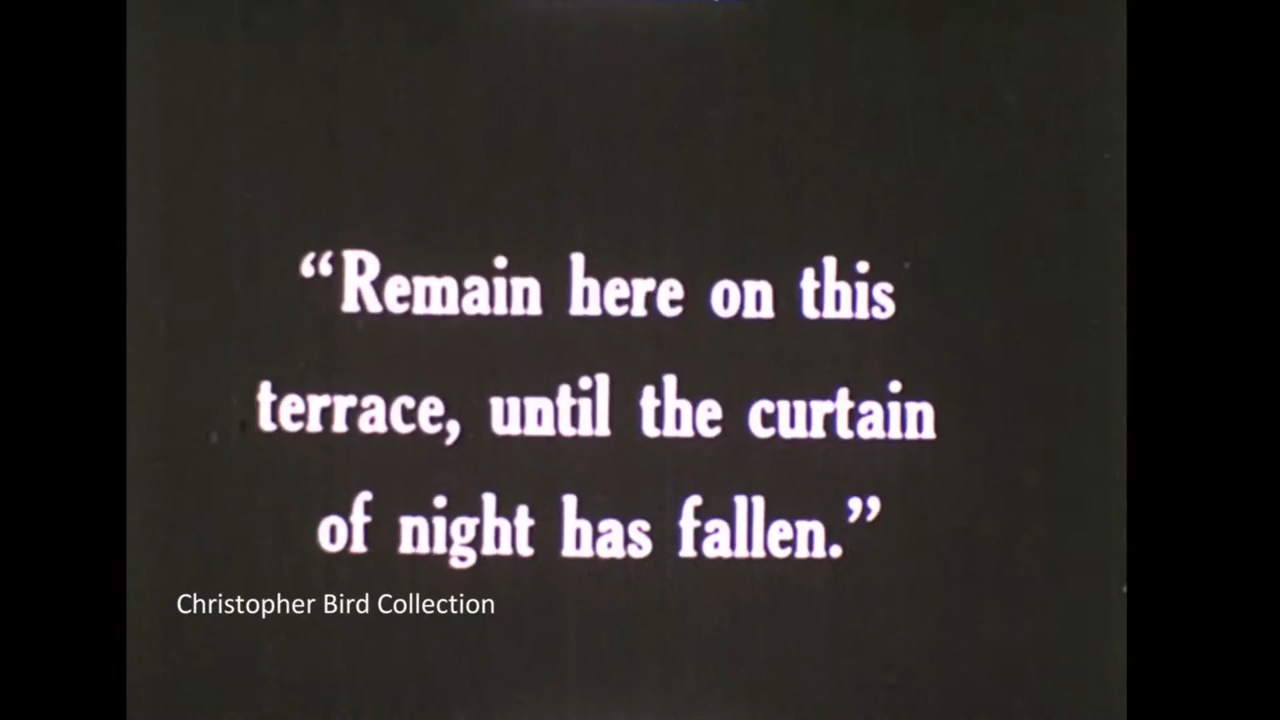 “Remain here on this
terrace, until the curtain
of night has fallen.”
Christopher Bird Collection